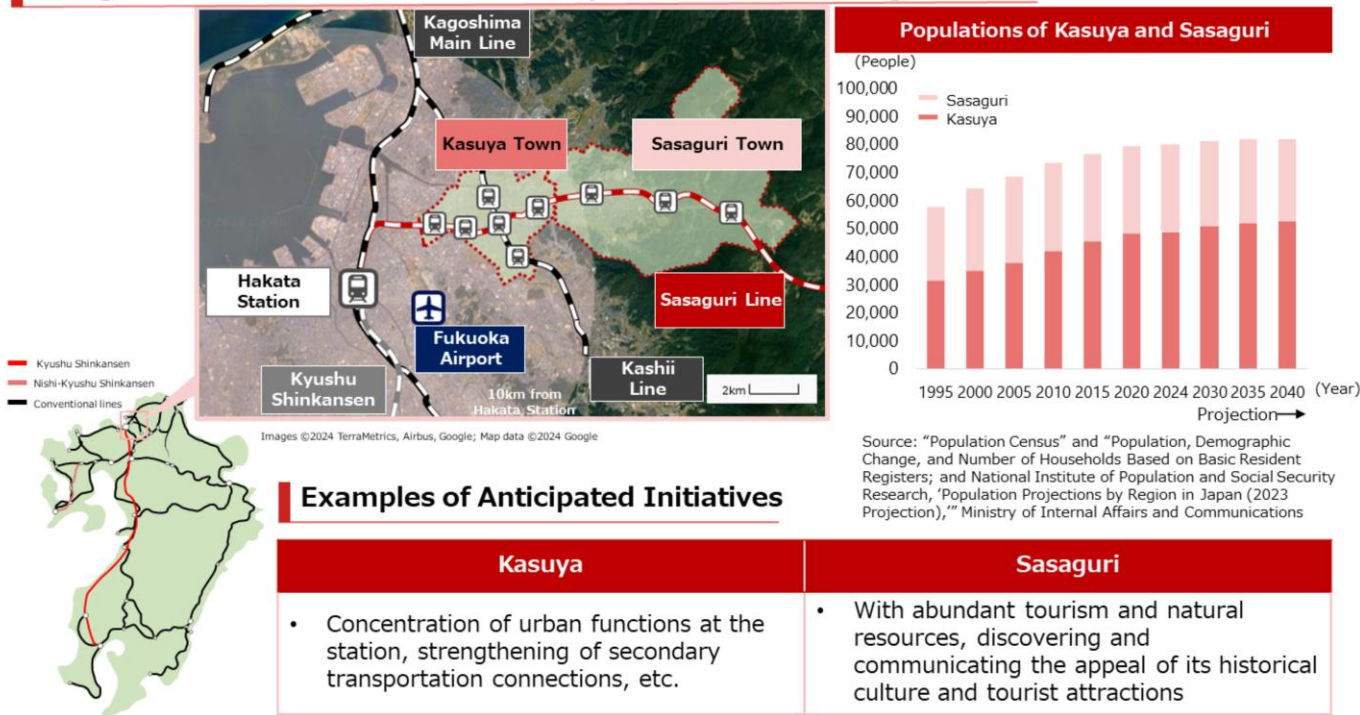 Kagoshima
Main Line
Kasuya Town
Sasaguri Town
Hakata
Station
Fukuoka
Airport
Sasaguri Line
Kyushu
Shinkansen
10km from
Hakata Station
Kashii
Line
2km
Images ©2024 TerraMetrics, Airbus, Google; Map data ©2024 Google
Kyushu Shinkansen
Nishi-Kyushu Shinkansen
Conventional lines
Populations of Kasuya and Sasaguri
(People)
100,000
90,000
80,000
70,000
60,000
50,000
40,000
30,000
20,000
10,000
0
Sasaguri
Kasuya
1995 2000 2005 2010 2015 2020 2024 2030 2035 2040 (Year)
Projection
Source: “Population Census” and “Population, Demographic
Change, and Number of Households Based on Basic Resident
Registers; and National Institute of Population and Social Security
Research, ‘Population Projections by Region in Japan (2023
Projection),’” Ministry of Internal Affairs and Communications
Examples of Anticipated Initiatives
Kasuya
• Concentration of urban functions at the
station, strengthening of secondary
transportation connections, etc.
Sasaguri
• With abundant tourism and natural
resources, discovering and
communicating the appeal of its historical
culture and tourist attractions